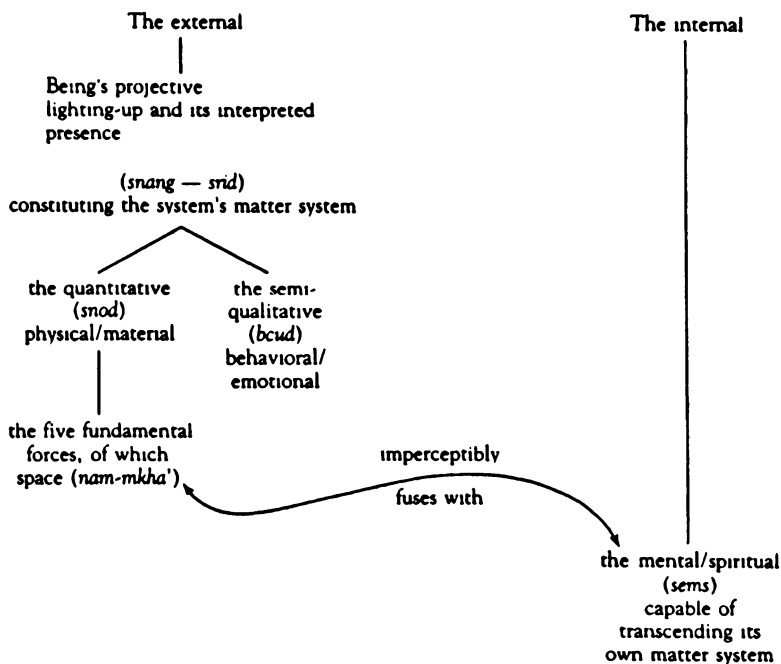 The external
The internal
Being's projective
lighting-up and its interpreted
presence
(snang — srid)
constituting the system's matter system
the quantitative
(snod)
physical/material
the semi-
qualitative
(bcud)
behavioral/
emotional
the five fundamental
forces, of which
space (nam-mkha')
imperceptibly
fuses with
the mental/spiritual
(sems)
capable of
transcending its
own matter system